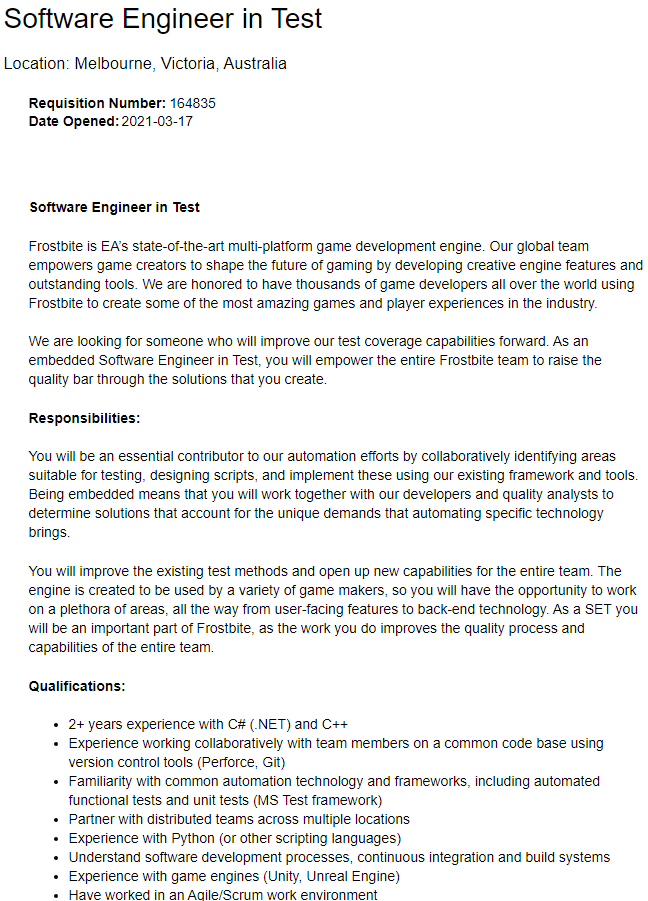 Software Engineer in Test
Location: Melbourne, Victoria, Australia
Requisition Number: 164835
Date Opened: 2021-03-17
Software Engineer in Test
Frostbite is EA's state-of-the-art multi-platform game development engine. Our global team
empowers game creators to shape the future of gaming by developing creative engine features and
outstanding tools. We are honored to have thousands of game developers all over the world using
Frostbite to create some of the most amazing games and player experiences in the industry.
We are looking for someone who will improve our test coverage capabilities forward. As an
embedded Software Engineer in Test, you will empower the entire Frostbite team to raise the
quality bar through the solutions that you create.
Responsibilities:
You will be an essential contributor to our automation efforts by collaboratively identifying areas
suitable for testing, designing scripts, and implement these using our existing framework and tools.
Being embedded means that you will work together with our developers and quality analysts to
determine solutions that account for the unique demands that automating specific technology
brings.
You will improve the existing test methods and open up new capabilities for the entire team. The
engine is created to be used by a variety of game makers, so you will have the opportunity to work
on a plethora of areas, all the way from user-facing features to back-end technology. As a SET you
will be an important part of Frostbite, as the work you do improves the quality process and
capabilities of the entire team.
Qualifications:
• 2+ years experience with C# (.NET) and C++
• Experience working collaboratively with team members on a common code base using
version control tools (Perforce, Git)
• Familiarity with common automation technology and frameworks, including automated
functional tests and unit tests (MS Test framework)
• Partner with distributed teams across multiple locations
• Experience with Python (or other scripting languages)
• Understand software development processes, continuous integration and build systems
• Experience with game engines (Unity, Unreal Engine)
• Have worked in an Agile/Scrum work environment